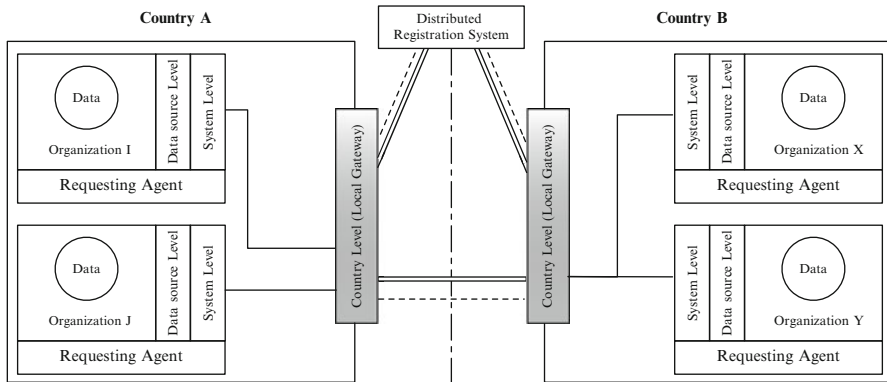 Country A
Distributed
Registration System
Country B
Data
Organization I
Data source Level
System Level
Requesting Agent
Data
Organization J
Data source Level
System Level
Requesting Agent
Country Level (Local Gateway)
Country Level (Local Gateway)
System Level
Data source Level
Data
Organization X
Requesting Agent
System Level
Data source Level
Data
Organization Y
Requesting Agent